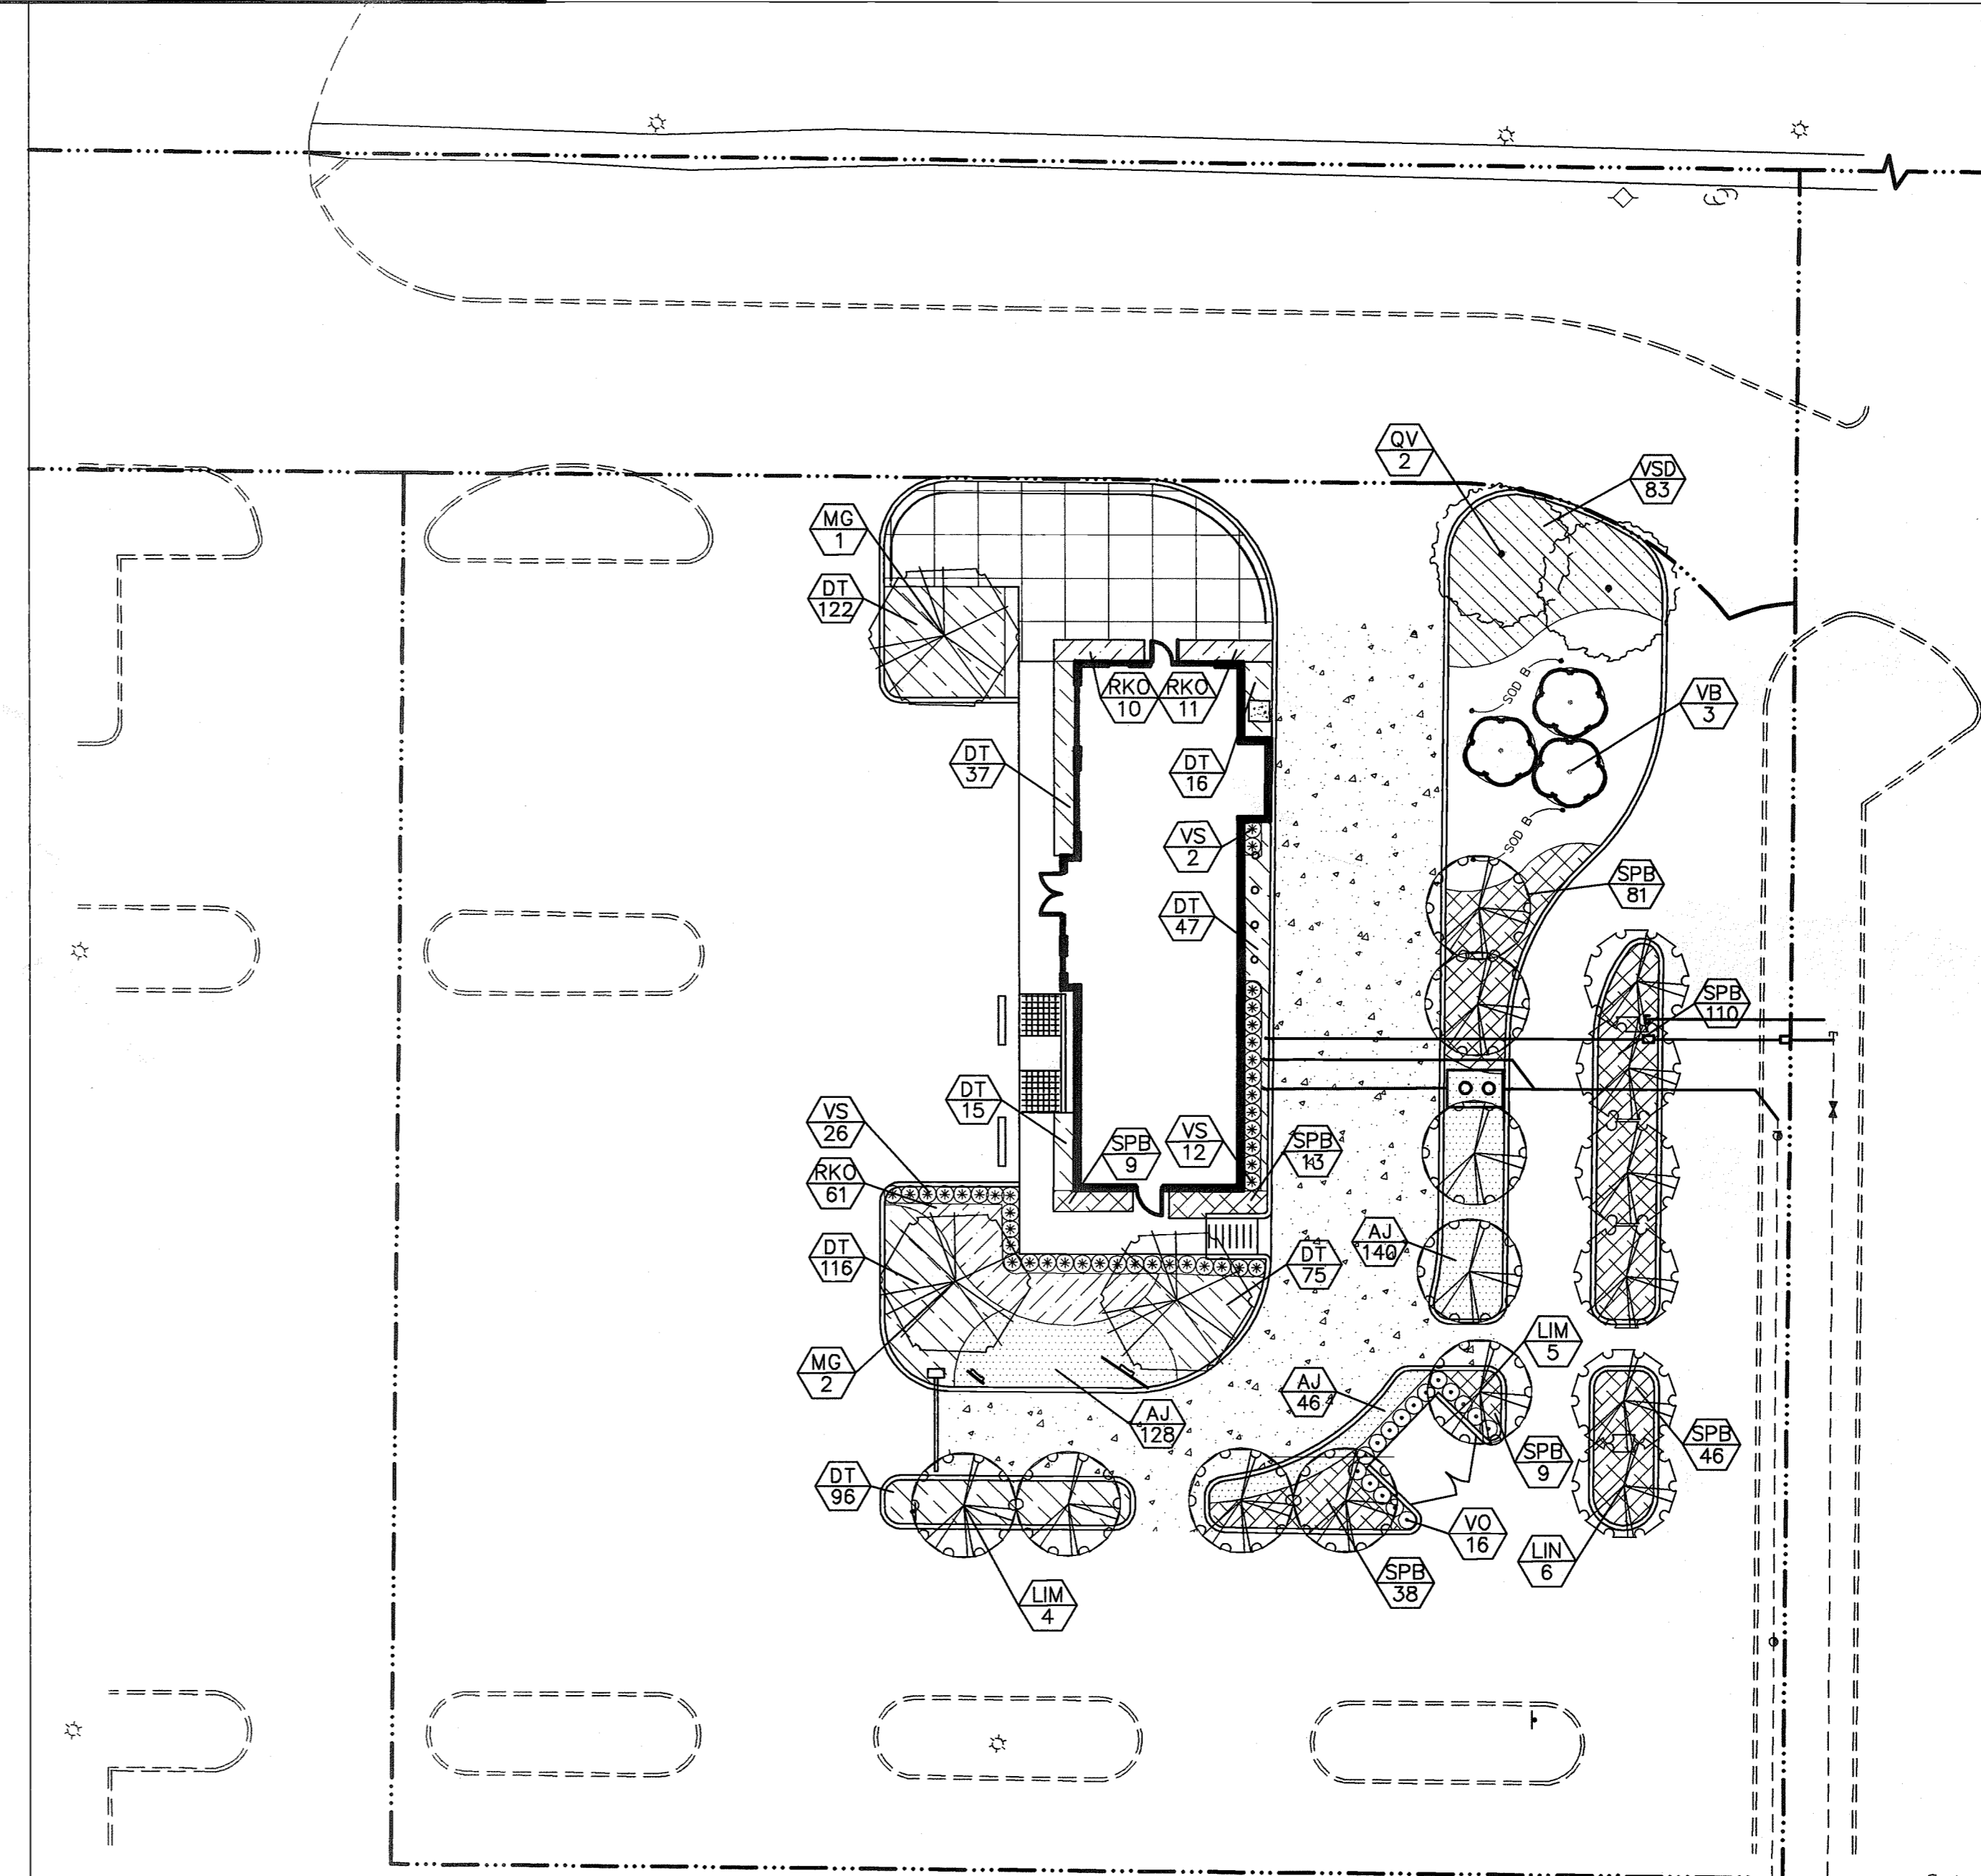 QV
2
VSD
83
MG
1
DT
122
RKO
10
RKO
11
SOD B
VB
3
DT
37
DT
16
SOD B
VS
2
SPB
81
DT
47
SPB
110
DT
15
VS
26
SPB
9
VS
12
SPB
13
RKO
61
DT
116
AJ
140
DT
75
LIM
5
MG
2
AJ
46
AJ
128
SPB
9
SPB
46
DT
96
VO
16
LIN
6
SPB
38
LIM
4